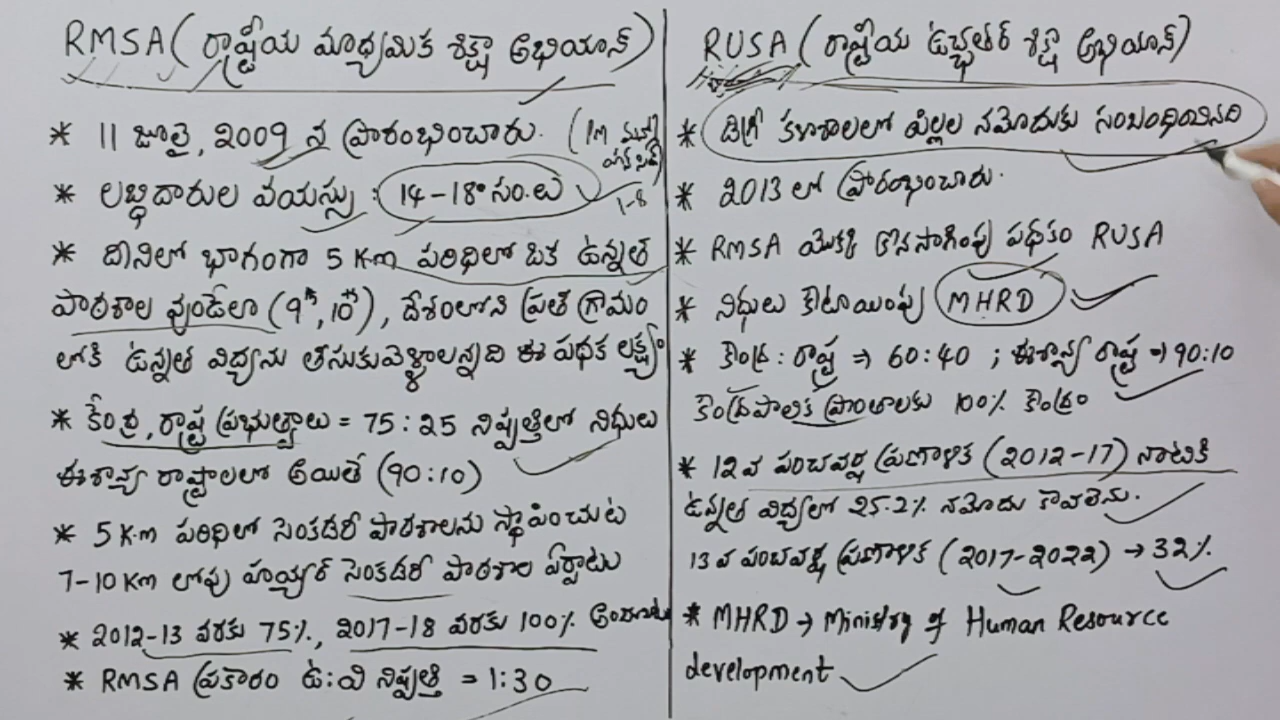 RMSA ( రాష్ట్రీయ మాధ్యమిక శిక్షా అభియాన్ )
* 11 జూలై, 2009 న ప్రారంభించారు. (1km
* లబ్ధిదారుల వయస్సు : 14-18 సం.లు
1-8
* దీనిలో భాగంగా 5 Km పరిధిలో ఒక ఉన్నత
పాఠశాల వుండేలా (9th, 10th), దేశంలోని ప్రతి గ్రామం
లోకి ఉన్నత విద్యను తీసుకువెళ్ళాలన్నది ఈ పథక లక్ష్యం
* కేంద్ర, రాష్ట్ర ప్రభుత్వాలు = 75 : 25 నిష్పత్తిలో నిధులు
ఈశాన్య రాష్ట్రాలలో అయితే (90:10)
* 5 K.m పరిధిలో సెకండరీ పాఠశాలను స్థాపించుట
7-10 Km లోపు హయ్యర్ సెకండరీ పాఠశాల ఏర్పాటు
* 2012-13 వరకు 75%, 2017-18 వరకు 100%
* RMSA ప్రకారం ఉ:వి నిష్పత్తి = 1:30
RUSA ( రాష్ట్రీయ ఉచ్ఛతర్ శిక్షా అభియాన్ )
* డిగ్రీ కళాశాలలో పిల్లల నమోదుకు సంబంధించినది
* 2013 లో ప్రారంభించారు.
* RMSA యొక్క కొనసాగింపు పథకం RUSA
* నిధులు కేటాయింపు MHRD
* కేంద్ర : రాష్ట్ర ⇒ 60:40 ; ఈశాన్య రాష్ట్ర ⇒ 90:10
కేంద్రపాలిత ప్రాంతాలకు 100% కేంద్రం
* 12వ పంచవర్ష ప్రణాళిక (2012-17) నాటికి
ఉన్నత విద్యలో 25.2% నమోదు కావలెను.
13 వ పంచవర్ష ప్రణాళిక (2017-2022) → 32%.
* MHRD → Ministry of Human Resource
development